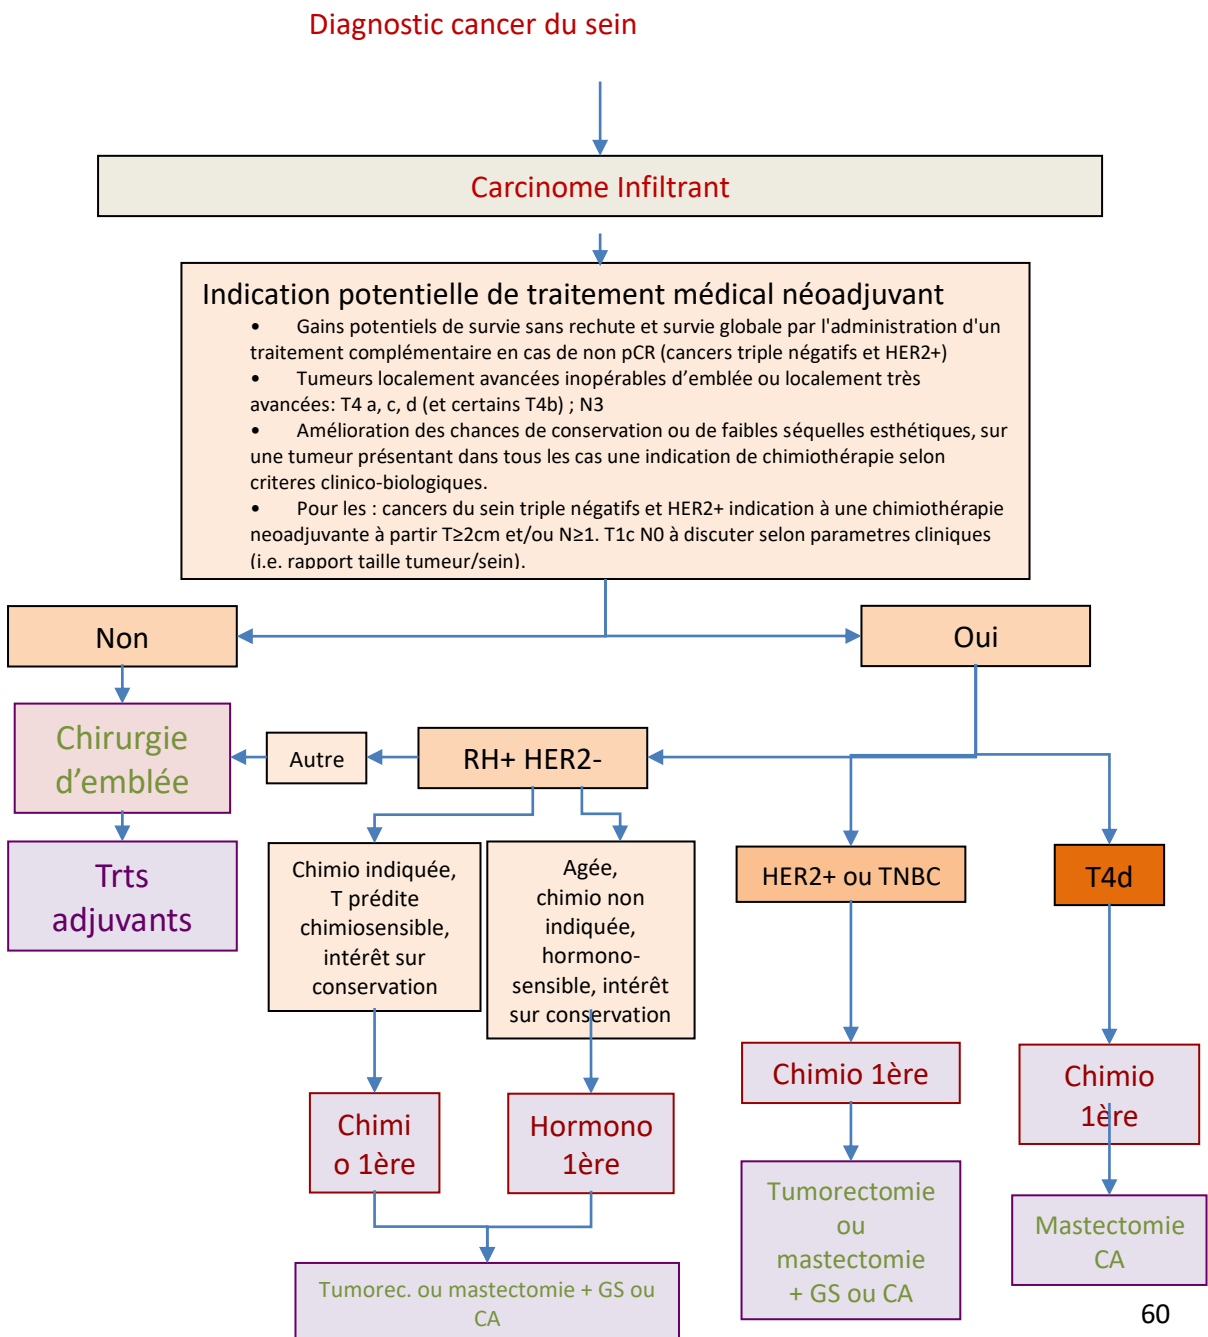 Diagnostic cancer du sein
Carcinome Infiltrant
Indication potentielle de traitement médical néoadjuvant
• Gains potentiels de survie sans rechute et survie globale par l'administration d'un
traitement complémentaire en cas de non pCR (cancers triple négatifs et HER2+)
• Tumeurs localement avancées inopérables d’emblée ou localement très
avancées: T4 a, c, d (et certains T4b) ; N3
• Amélioration des chances de conservation ou de faibles séquelles esthétiques, sur
une tumeur présentant dans tous les cas une indication de chimiothérapie selon
criteres clinico-biologiques.
• Pour les : cancers du sein triple négatifs et HER2+ indication à une chimiothérapie
neoadjuvante à partir T≥2cm et/ou N≥1. T1c N0 à discuter selon parametres cliniques
(i.e. rapport taille tumeur/sein).
Non
Oui
Chirurgie
d’emblée
Autre
RH+ HER2-
Trts
adjuvants
Chimio indiquée,
T prédite
chimiosensible,
intérêt sur
conservation
Agée,
chimio non
indiquée,
hormono-
sensible, intérêt
sur conservation
HER2+ ou TNBC
T4d
Chimi
o 1ère
Hormono
1ère
Chimio 1ère
Chimio
1ère
Tumorec. ou mastectomie + GS ou
CA
Tumorectomie
ou
mastectomie
+ GS ou CA
Mastectomie
CA
60